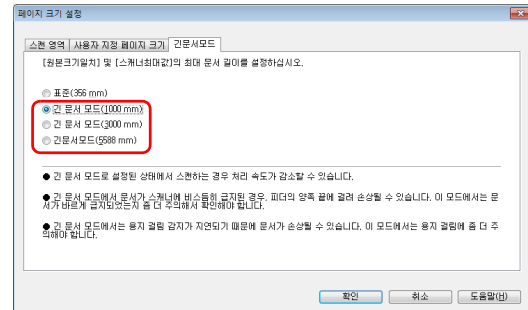 페이지 크기 설정
스캔 영역 사용자 지정 페이지 크기 긴문서모드
[원본크기일치] 및 [스캐너최대값]의 최대 문서 길이를 설정하십시오.
표준(356 mm)
긴 문서 모드(1000 mm)
긴 문서 모드(3000 mm)
긴문서모드(5588 mm)
● 긴 문서 모드로 설정된 상태에서 스캔하는 경우 처리 속도가 감소할 수 있습니다.
● 긴 문서 모드에서 문서가 스캐너에 비스듬히 급지된 경우, 피더의 양쪽 끝에 걸려 손상될 수 있습니다. 이 모드에서는 문
서가 바르게 급지되었는지 좀 더 주의해서 확인해야 합니다.
● 긴 문서 모드에서는 용지 걸림 감지가 지연되기 때문에 문서가 손상될 수 있습니다. 이 모드에서는 용지 걸림에 좀 더 주
의해야 합니다.
확인 취소 도움말(H)